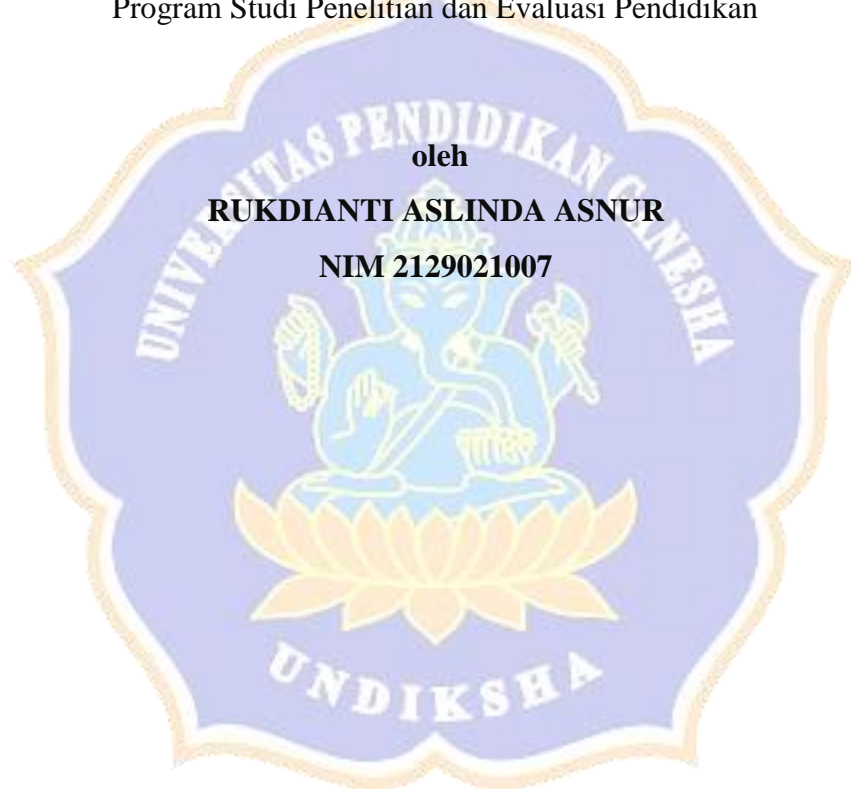 Program Studi Penelitian dan Evaluasi Pendidikan
UNIVERSITAS PENDIDIKAN GANESHA
oleh
RUKDIANTI ASLINDA ASNUR
NIM 2129021007
UNDIKSHA